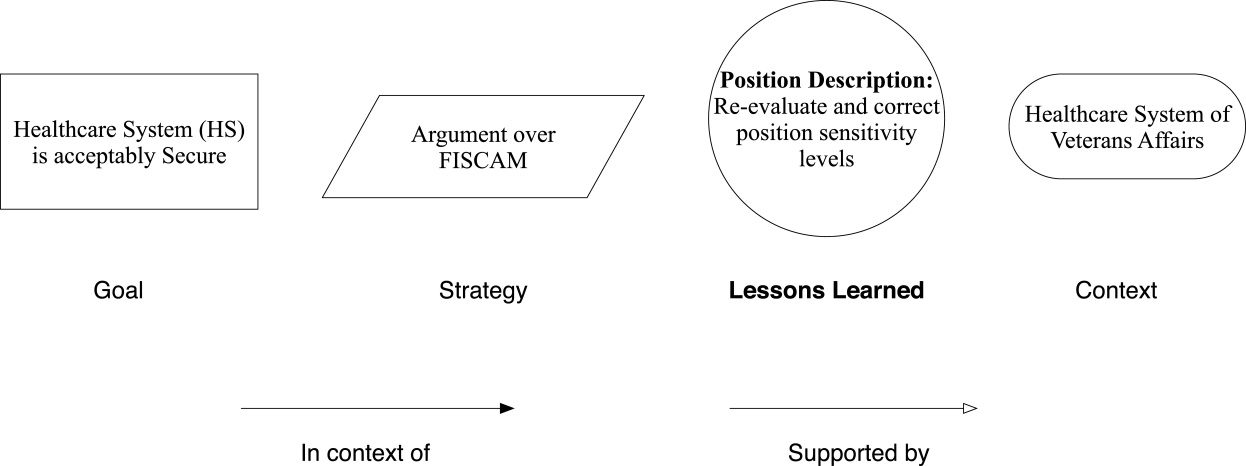 Healthcare System (HS)
is acceptably Secure
Argument over
FISCAM
Position Description:
Re-evaluate and correct
position sensitivity
levels
Healthcare System of
Veterans Affairs
Goal
Strategy
Lessons Learned
Context
In context of
Supported by